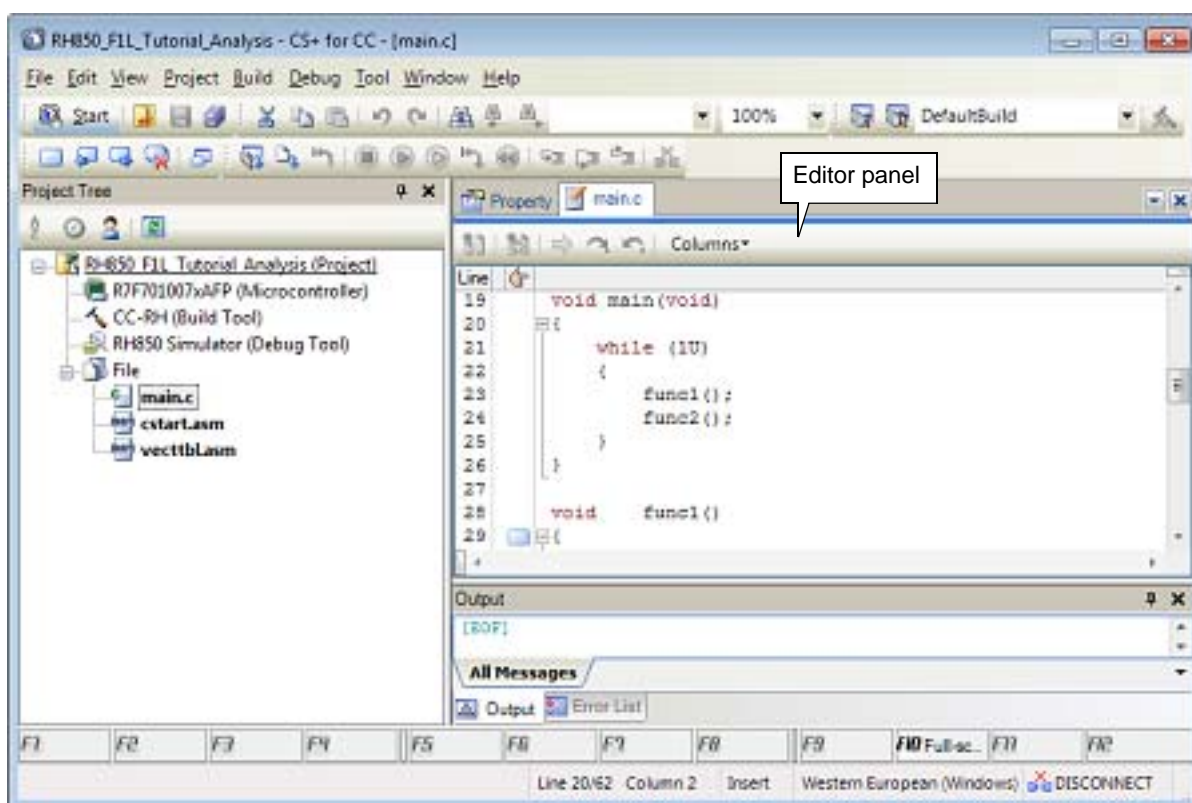 RH850_F1L_Tutorial_Analysis - CS+ for CC - [main.c]
File Edit View Project Build Debug Tool Window Help
Start 100% DefaultBuild
Project Tree
RH850_F1L_Tutorial_Analysis (Project)
R7F701007xAFP (Microcontroller)
CC-RH (Build Tool)
RH850 Simulator (Debug Tool)
File
main.c
cstart.asm
vecttbl.asm
Editor panel
Property main.c
Columns
Line
19 void main(void)
20 {
21 while (1U)
22 {
23 func1();
24 func2();
25 }
26 }
27
28 void func1()
29 {
Output
[EOF]
All Messages
Output Error List
F1 F2 F3 F4 F5 F6 F7 F8 F9 F10 Full-sc... F11 F12
Line 20/62 Column 2 Insert Western European (Windows) DISCONNECT